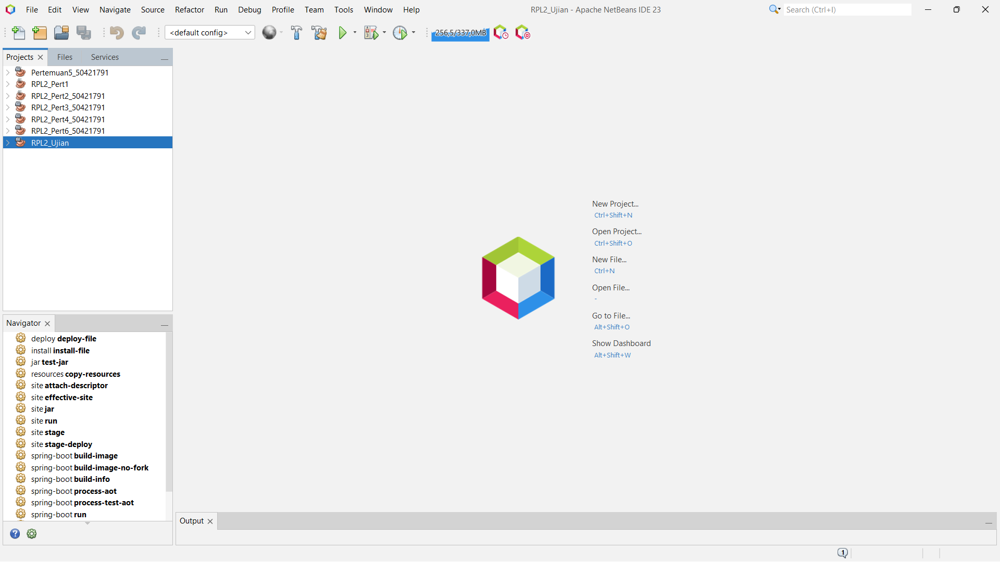 File Edit View Navigate Source Refactor Run Debug Profile Team Tools Window Help
RPL2_Ujian - Apache NetBeans IDE 23
Search (Ctrl+I)
<default config>
256,5/337,0MB
Projects Files Services
Pertemuan5_50421791
RPL2_Pert1
RPL2_Pert2_50421791
RPL2_Pert3_50421791
RPL2_Pert4_50421791
RPL2_Pert6_50421791
RPL2_Ujian
New Project...
Ctrl+Shift+N
Open Project...
Ctrl+Shift+O
New File...
Ctrl+N
Open File...
-
Go to File...
Alt+Shift+O
Show Dashboard
Alt+Shift+W
Navigator
deploy deploy-file
install install-file
jar test-jar
resources copy-resources
site attach-descriptor
site effective-site
site jar
site run
site stage
site stage-deploy
spring-boot build-image
spring-boot build-image-no-fork
spring-boot build-info
spring-boot process-aot
spring-boot process-test-aot
spring-boot run
Output
1